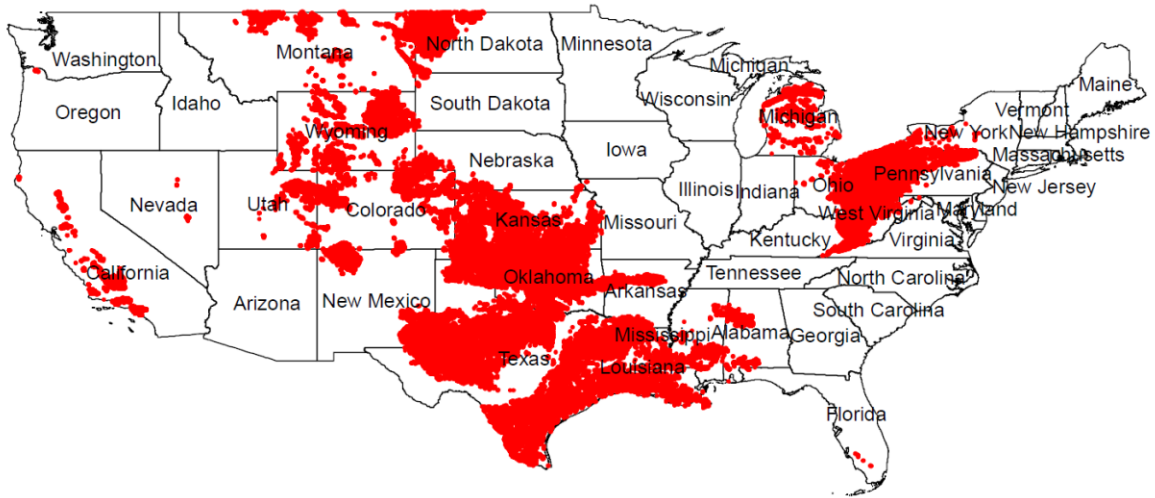 Washington
Montana
North Dakota
Minnesota
Michigan
Maine
Oregon
Idaho
South Dakota
Wisconsin
Michigan
Vermont
Wyoming
New York
New Hampshire
Nebraska
Iowa
Massachusetts
Nevada
Utah
Colorado
Kansas
Missouri
Illinois
Indiana
Ohio
Pennsylvania
New Jersey
West Virginia
Maryland
Kentucky
Virginia
California
Arizona
New Mexico
Oklahoma
Arkansas
Tennessee
North Carolina
South Carolina
Texas
Louisiana
Mississippi
Alabama
Georgia
Florida